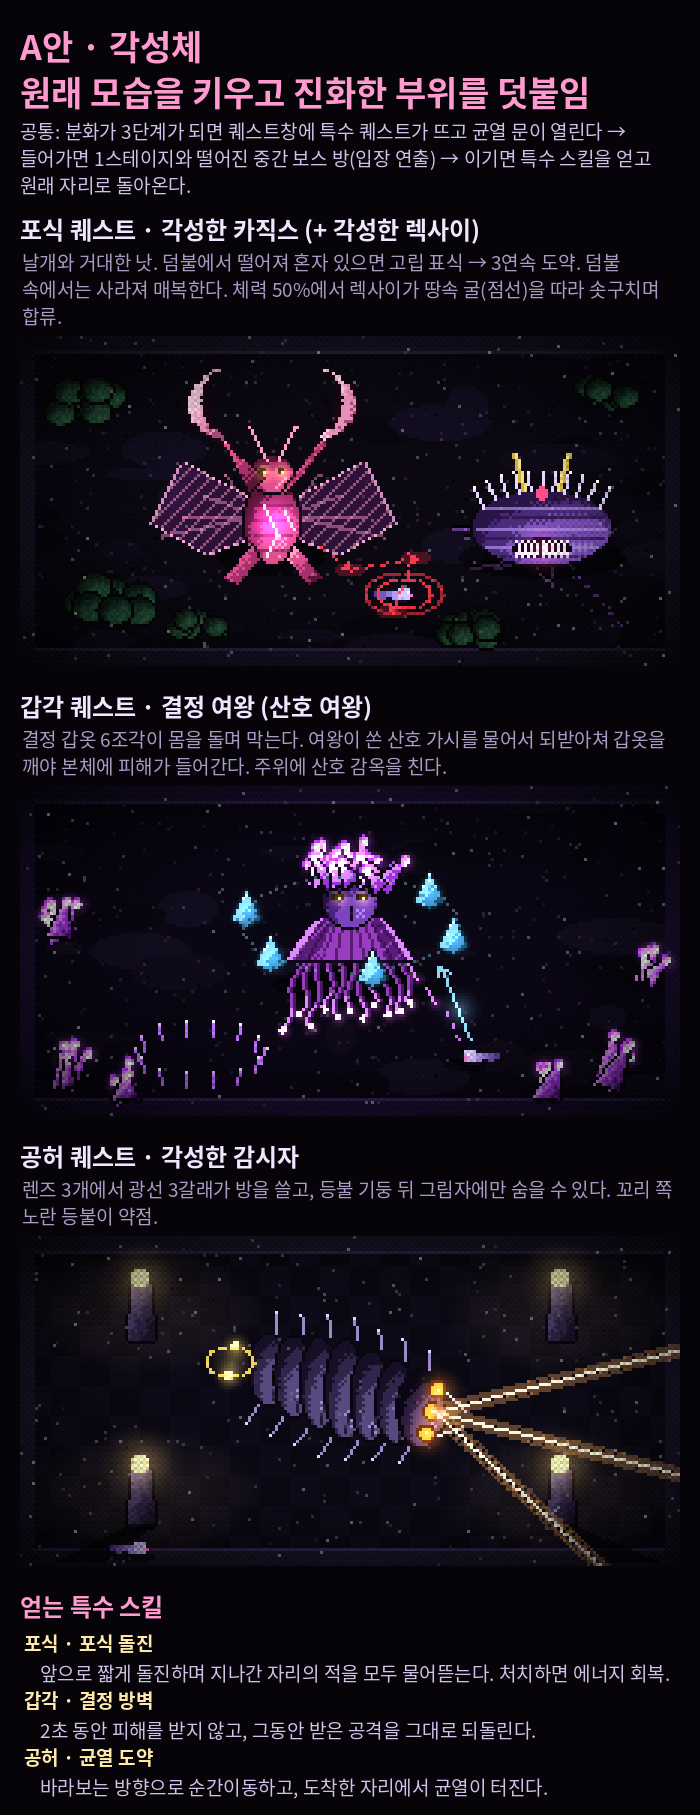 A안 · 각성체
원래 모습을 키우고 진화한 부위를 덧붙임
공통: 분화가 3단계가 되면 퀘스트창에 특수 퀘스트가 뜨고 균열 문이 열린다 →
들어가면 1스테이지와 떨어진 중간 보스 방(입장 연출) → 이기면 특수 스킬을 얻고
원래 자리로 돌아온다.
포식 퀘스트 · 각성한 카직스 (+ 각성한 렉사이)
날개와 거대한 낫. 덤불에서 떨어져 혼자 있으면 고립 표식 → 3연속 도약. 덤불
속에서는 사라져 매복한다. 체력 50%에서 렉사이가 땅속 굴(점선)을 따라 솟구치며
합류.
갑각 퀘스트 · 결정 여왕 (산호 여왕)
결정 갑옷 6조각이 몸을 돌며 막는다. 여왕이 쏜 산호 가시를 물어서 되받아쳐 갑옷을
깨야 본체에 피해가 들어간다. 주위에 산호 감옥을 친다.
공허 퀘스트 · 각성한 감시자
렌즈 3개에서 광선 3갈래가 방을 쓸고, 등불 기둥 뒤 그림자에만 숨을 수 있다. 꼬리 쪽
노란 등불이 약점.
얻는 특수 스킬
포식 · 포식 돌진
앞으로 짧게 돌진하며 지나간 자리의 적을 모두 물어뜯는다. 처치하면 에너지 회복.
갑각 · 결정 방벽
2초 동안 피해를 받지 않고, 그동안 받은 공격을 그대로 되돌린다.
공허 · 균열 도약
바라보는 방향으로 순간이동하고, 도착한 자리에서 균열이 터진다.